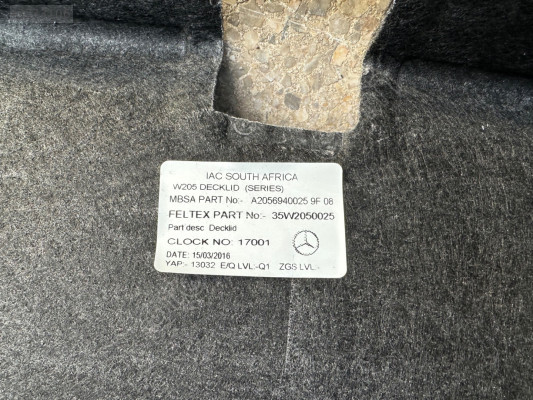 IAC SOUTH AFRICA
W205 DECKLID (SERIES)
MBSA PART No:- A2056940025 9F 08
FELTEX PART No:- 35W2050025
Part desc Decklid
CLOCK NO: 17001
DATE: 15/03/2016
YAP:- 13032 E/Q LVL:-Q1 ZGS LVL:-